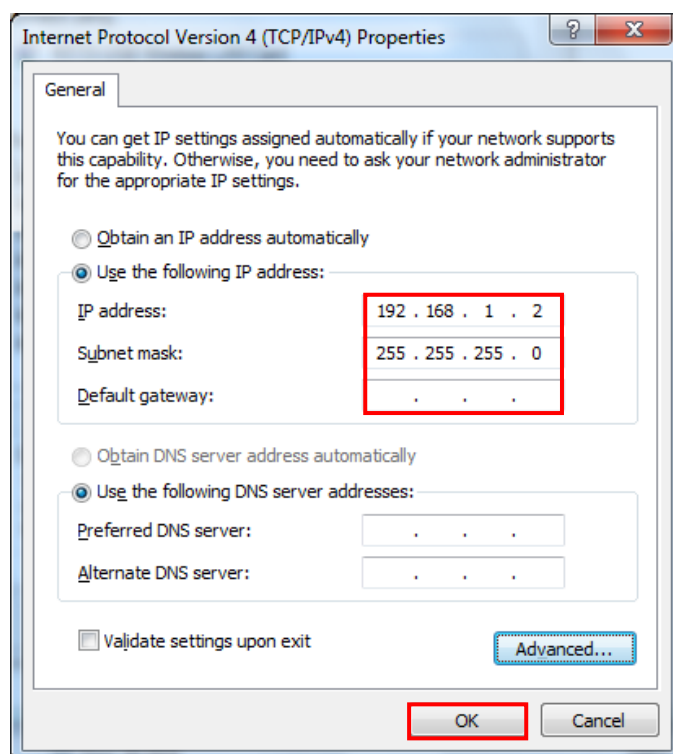 Internet Protocol Version 4 (TCP/IPv4) Properties
?
X
General
You can get IP settings assigned automatically if your network supports
this capability. Otherwise, you need to ask your network administrator
for the appropriate IP settings.
Obtain an IP address automatically
Use the following IP address:
IP address: 192 . 168 . 1 . 2
Subnet mask: 255 . 255 . 255 . 0
Default gateway: . . .
Obtain DNS server address automatically
Use the following DNS server addresses:
Preferred DNS server: . . .
Alternate DNS server: . . .
Validate settings upon exit
Advanced...
OK Cancel